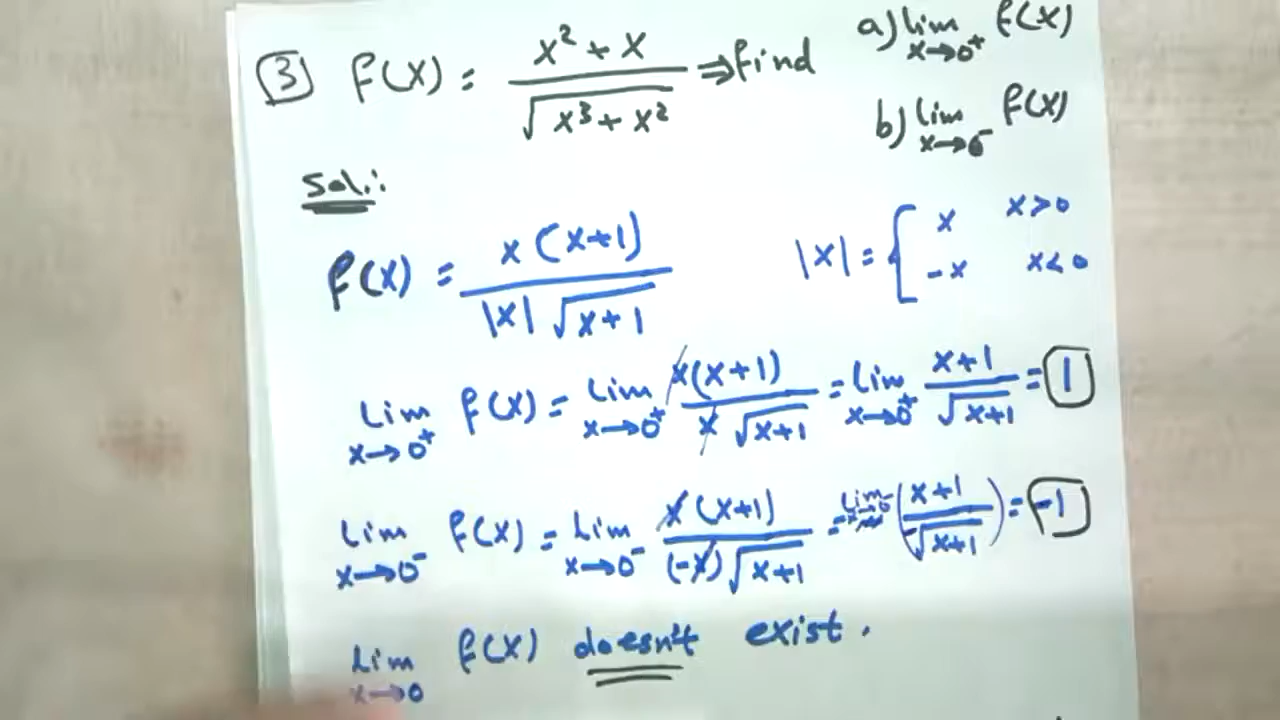 ③ f(x) = (x² + x) / √(x³ + x²) ⇒ find a) lim x→0⁺ f(x)
b) lim x→0⁻ f(x)
Sol.:
f(x) = x(x+1) / |x|√(x+1)
|x| = { x x>0
-x x<0
Lim x→0⁺ f(x) = Lim x→0⁺ x(x+1) / x√(x+1) = Lim x→0⁺ (x+1) / √(x+1) = 1
Lim x→0⁻ f(x) = Lim x→0⁻ x(x+1) / (-x)√(x+1) = Lim x→0⁻ ((x+1) / -√(x+1)) = -1
Lim x→0 f(x) doesn't exist.